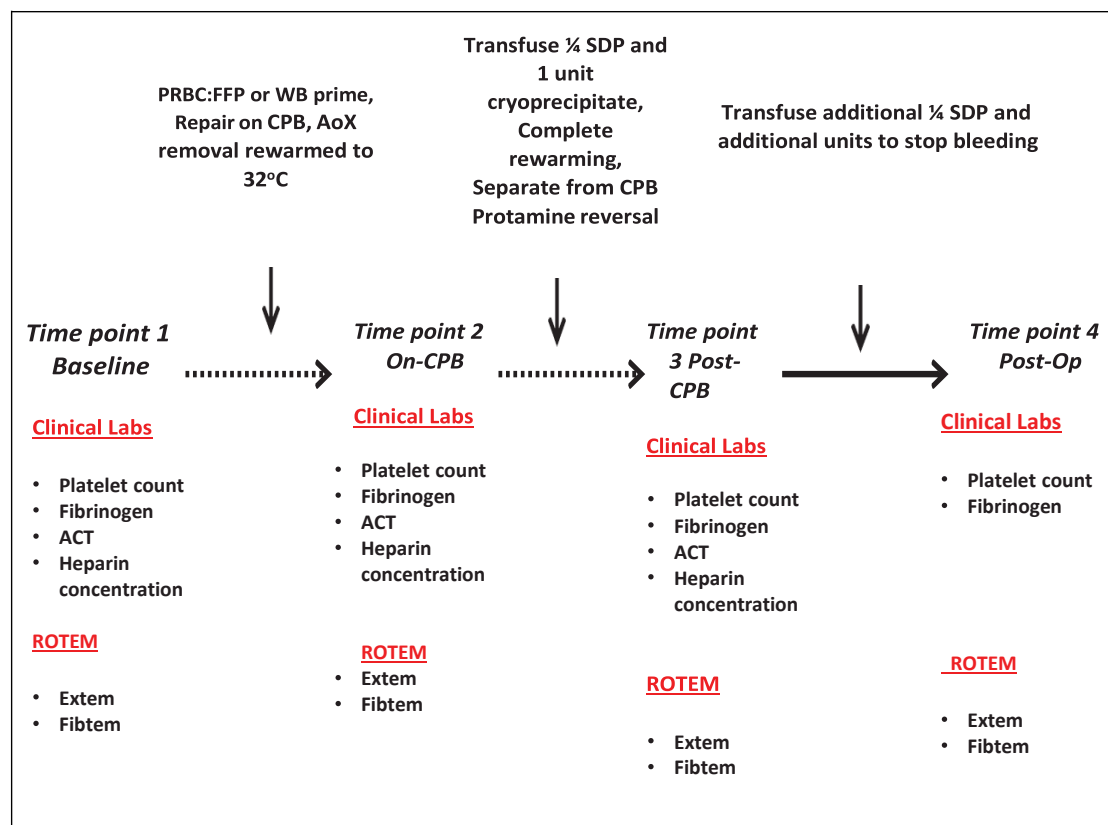 PRBC:FFP or WB prime,
Repair on CPB, AoX
removal rewarmed to
32°C
Transfuse ¼ SDP and
1 unit
cryoprecipitate,
Complete
rewarming,
Separate from CPB
Protamine reversal
Transfuse additional ¼ SDP and
additional units to stop bleeding
Time point 1
Baseline
Clinical Labs
• Platelet count
• Fibrinogen
• ACT
• Heparin
concentration
ROTEM
• Extem
• Fibtem
Time point 2
On-CPB
Clinical Labs
• Platelet count
• Fibrinogen
• ACT
• Heparin
concentration
ROTEM
• Extem
• Fibtem
Time point
3 Post-
CPB
Clinical Labs
• Platelet count
• Fibrinogen
• ACT
• Heparin
concentration
ROTEM
• Extem
• Fibtem
Time point 4
Post-Op
Clinical Labs
• Platelet count
• Fibrinogen
ROTEM
• Extem
• Fibtem